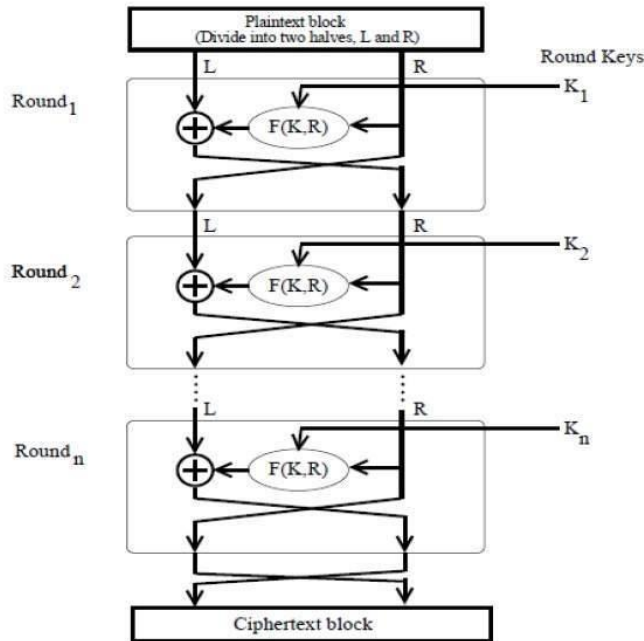 Plaintext block
(Divide into two halves, L and R)
L
R
Round Keys
Round1
K1
F(K,R)
L
R
Round2
K2
F(K,R)
L
R
Roundn
Kn
F(K,R)
Ciphertext block